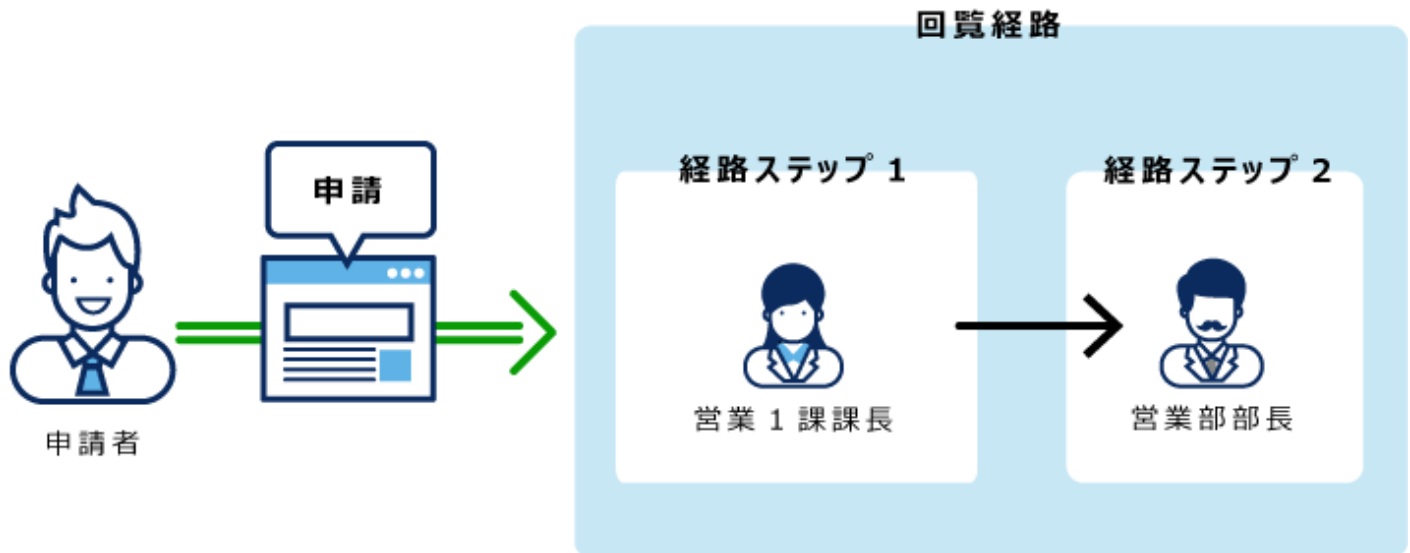 回覧経路
経路ステップ 1
経路ステップ 2
申請
営業 1 課課長
営業部部長
申請者